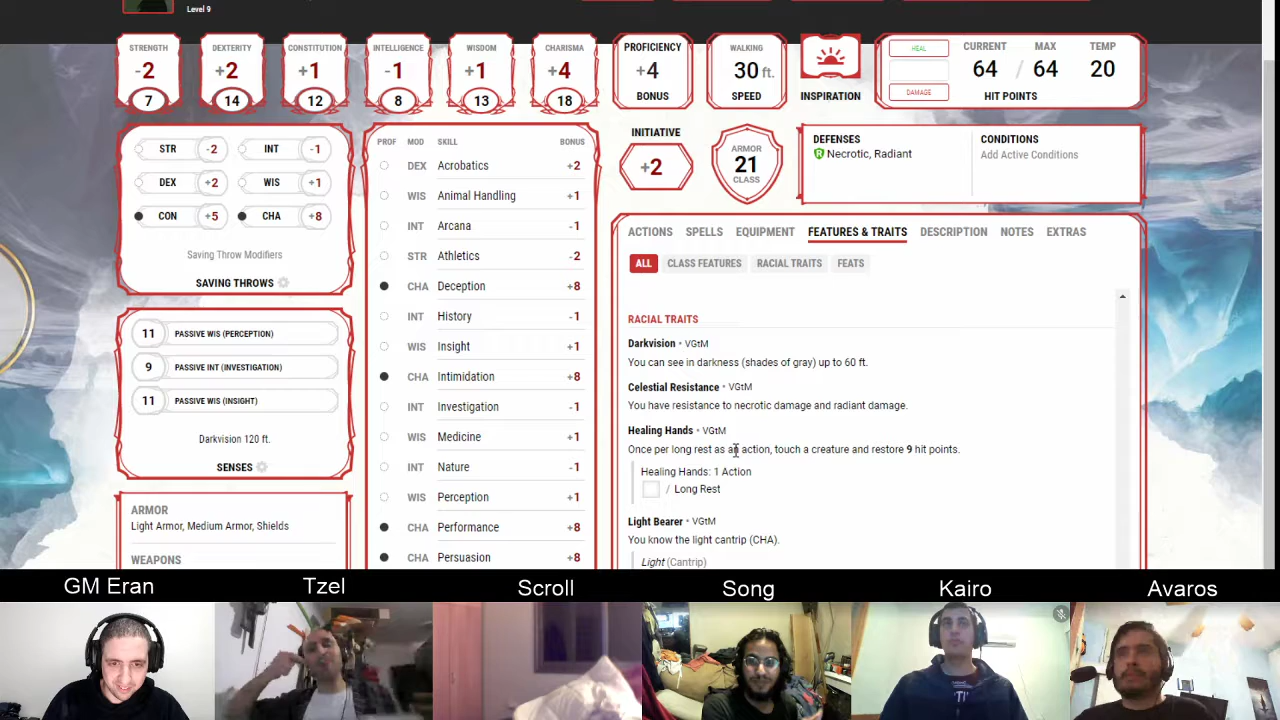 Level 9
STRENGTH
-2
7
DEXTERITY
+2
14
CONSTITUTION
+1
12
INTELLIGENCE
-1
8
WISDOM
+1
13
CHARISMA
+4
18
PROFICIENCY
+4
BONUS
WALKING
30 ft.
SPEED
INSPIRATION
HEAL
DAMAGE
CURRENT
64
/
MAX
64
TEMP
20
HIT POINTS
STR -2
INT -1
DEX +2
WIS +1
CON +5
CHA +8
Saving Throw Modifiers
SAVING THROWS
11 PASSIVE WIS (PERCEPTION)
9 PASSIVE INT (INVESTIGATION)
11 PASSIVE WIS (INSIGHT)
Darkvision 120 ft.
SENSES
ARMOR
Light Armor, Medium Armor, Shields
WEAPONS
PROF MOD SKILL BONUS
DEX Acrobatics +2
WIS Animal Handling +1
INT Arcana -1
STR Athletics -2
CHA Deception +8
INT History -1
WIS Insight +1
CHA Intimidation +8
INT Investigation -1
WIS Medicine +1
INT Nature -1
WIS Perception +1
CHA Performance +8
CHA Persuasion +8
INITIATIVE
+2
ARMOR
21
CLASS
DEFENSES
R Necrotic, Radiant
CONDITIONS
Add Active Conditions
ACTIONS SPELLS EQUIPMENT FEATURES & TRAITS DESCRIPTION NOTES EXTRAS
ALL CLASS FEATURES RACIAL TRAITS FEATS
RACIAL TRAITS
Darkvision • VGtM
You can see in darkness (shades of gray) up to 60 ft.
Celestial Resistance • VGtM
You have resistance to necrotic damage and radiant damage.
Healing Hands • VGtM
Once per long rest as an action, touch a creature and restore 9 hit points.
Healing Hands: 1 Action
/ Long Rest
Light Bearer • VGtM
You know the light cantrip (CHA).
Light (Cantrip)
GM Eran
Tzel
Scroll
Song
Kairo
Avaros